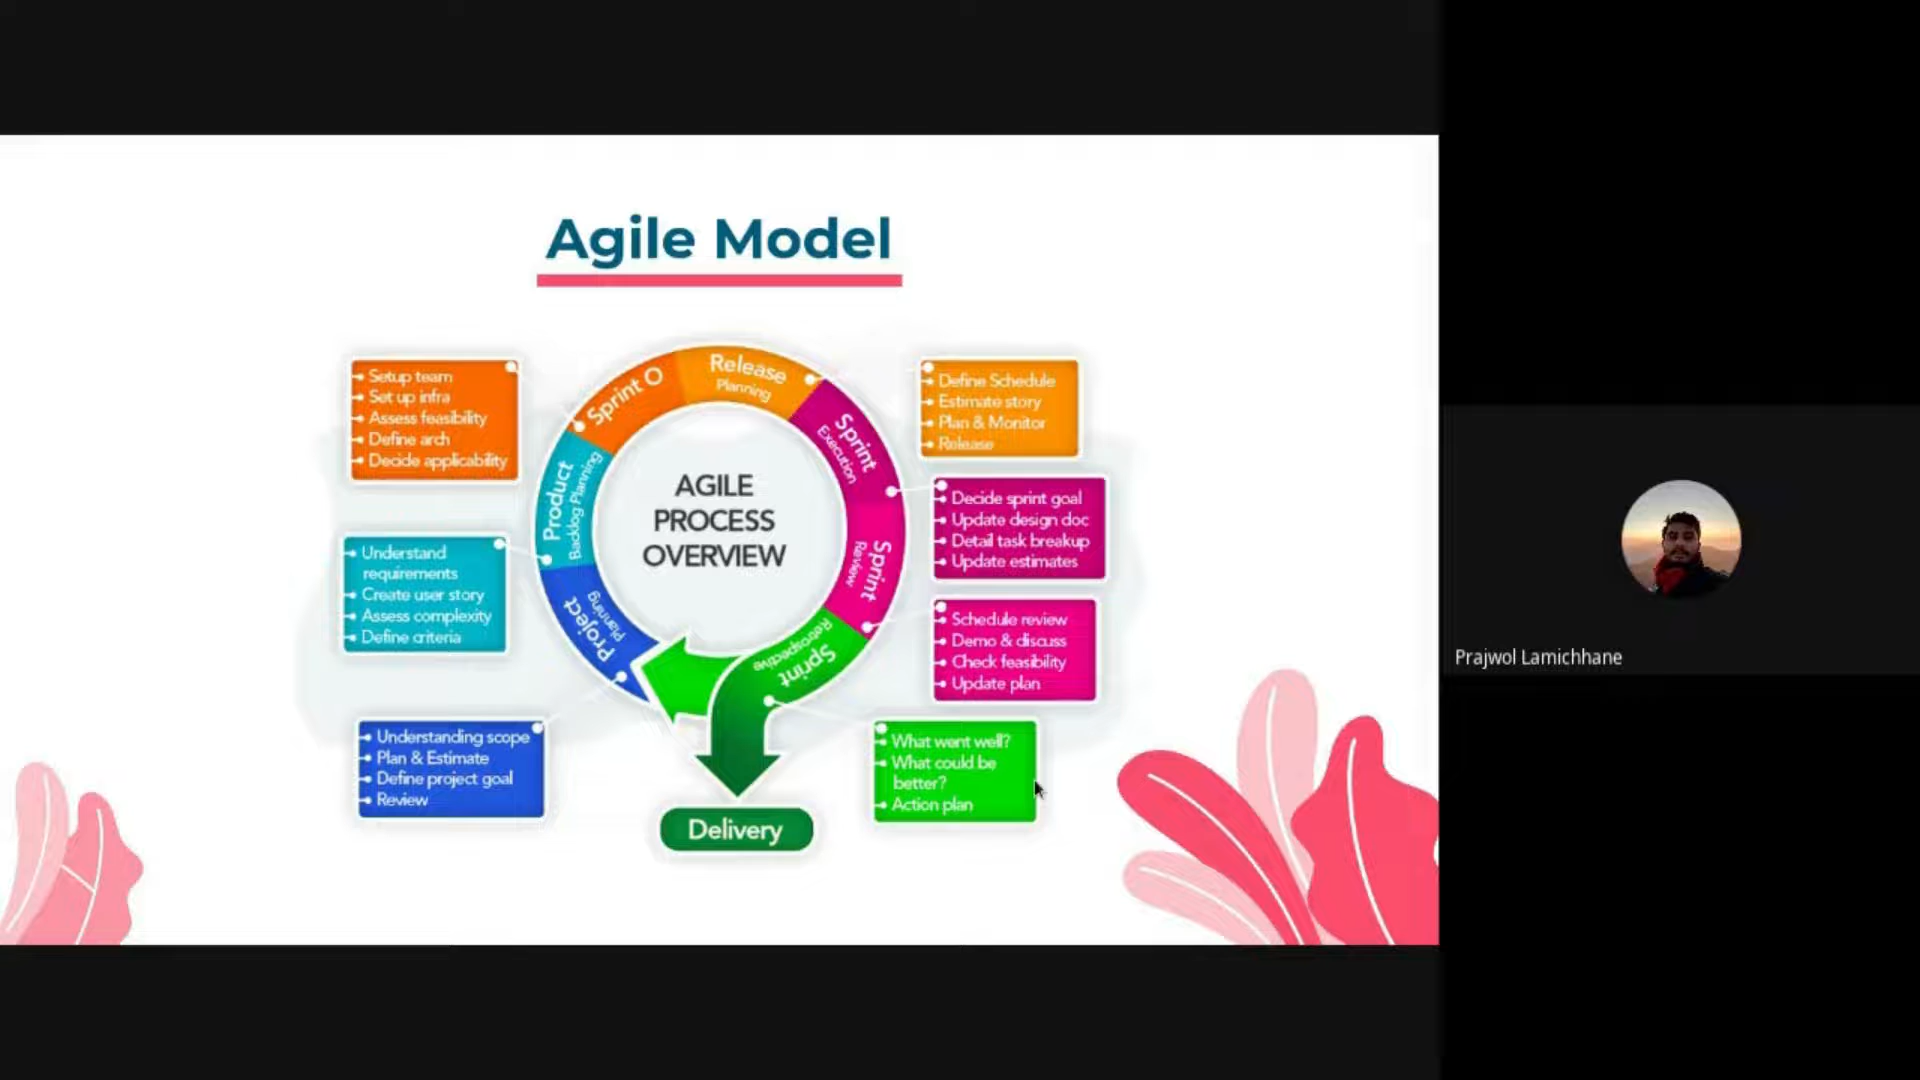 Agile Model
Setup team
Set up infra
Assess feasibility
Define arch
Decide applicability
Understand
requirements
Create user story
Assess complexity
Define criteria
Understanding scope
Plan & Estimate
Define project goal
Review
Project
Planning
Product
Backlog Planning
Sprint O
Release
Planning
Sprint
Execution
Sprint
Review
Sprint
Retrospective
AGILE
PROCESS
OVERVIEW
Delivery
Define Schedule
Estimate story
Plan & Monitor
Release
Decide sprint goal
Update design doc
Detail task breakup
Update estimates
Schedule review
Demo & discuss
Check feasibility
Update plan
What went well?
What could be
better?
Action plan
Prajwol Lamichhane